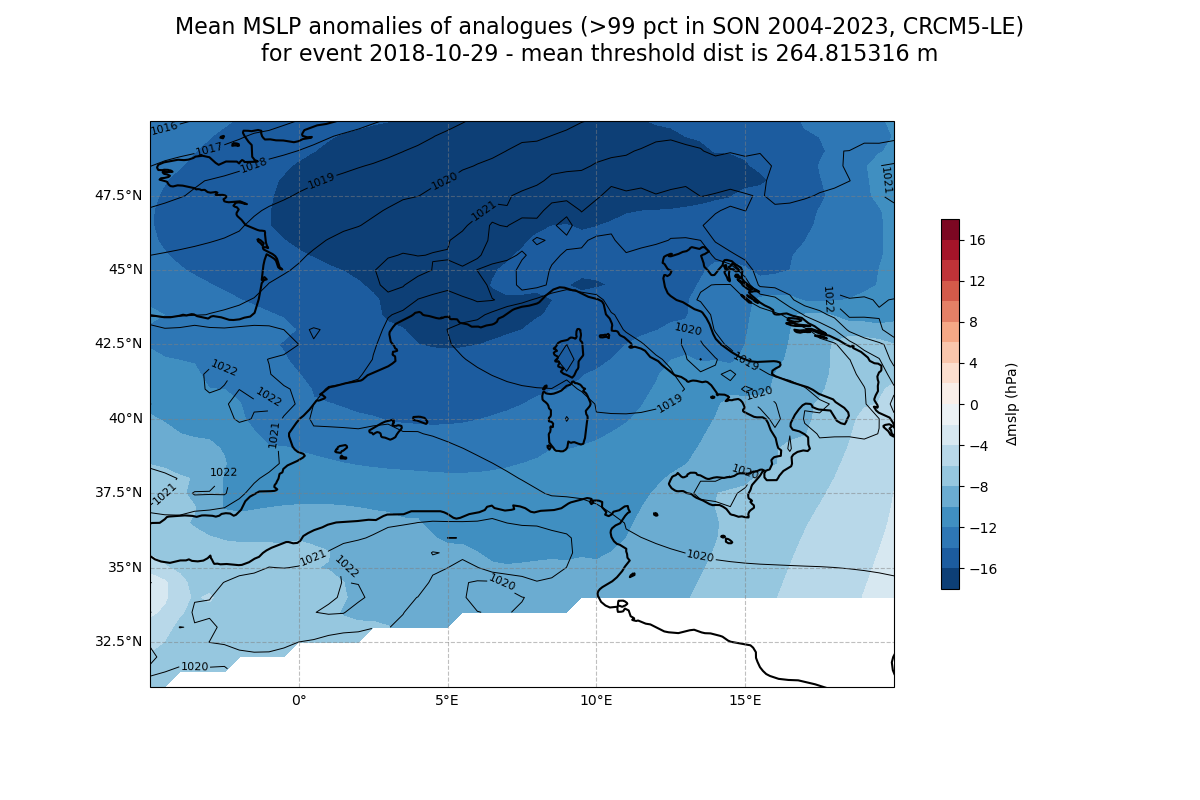 Mean MSLP anomalies of analogues (>99 pct in SON 2004-2023, CRCM5-LE)
for event 2018-10-29 - mean threshold dist is 264.815316 m
1016
1017
1018
1019
1020
1021
1021
47.5°N
45°N
1022
42.5°N
1020
1019
1022
1022
1020
1019
40°N
1021
1022
1020
37.5°N
1021
1021
1022
1020
35°N
1020
32.5°N
1020
0°
5°E
10°E
15°E
16
12
8
4
0
−4
−8
−12
−16
Δmslp (hPa)